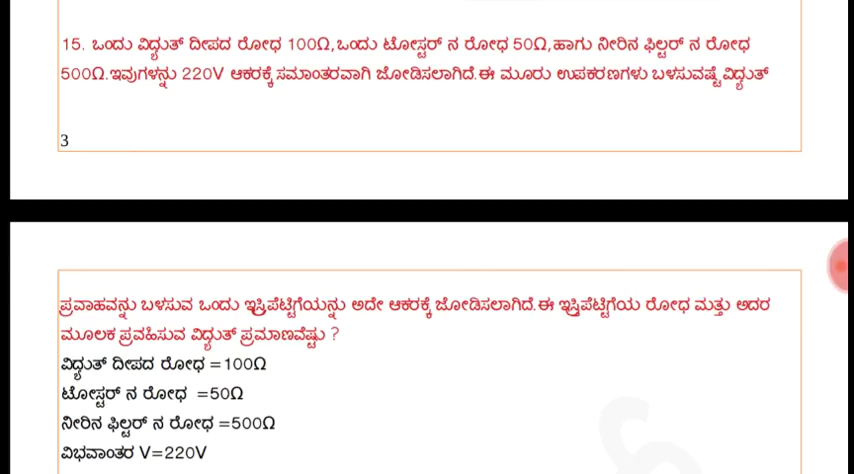 15. ಒಂದು ವಿಧ್ಯುತ್ ದೀಪದ ರೋಧ 100Ω,ಒಂದು ಟೋಸ್ಟರ್ ನ ರೋಧ 50Ω,ಹಾಗು ನೀರಿನ ಫಿಲ್ಟರ್ ನ ರೋಧ
500Ω.ಇವುಗಳನ್ನು 220V ಆಕರಕ್ಕೆ ಸಮಾಂತರವಾಗಿ ಜೋಡಿಸಲಾಗಿದೆ.ಈ ಮೂರು ಉಪಕರಣಗಳು ಬಳಸುವಷ್ಟೆ ವಿಧ್ಯುತ್
3
ಪ್ರವಾಹವನ್ನು ಬಳಸುವ ಒಂದು ಇಸ್ತ್ರಿಪೆಟ್ಟಿಗೆಯನ್ನು ಅದೇ ಆಕರಕ್ಕೆ ಜೋಡಿಸಲಾಗಿದೆ.ಈ ಇಸ್ತ್ರಿಪೆಟ್ಟಿಗೆಯ ರೋಧ ಮತ್ತು ಅದರ
ಮೂಲಕ ಪ್ರವಹಿಸುವ ವಿಧ್ಯುತ್ ಪ್ರಮಾಣವೆಷ್ಟು ?
ವಿಧ್ಯುತ್ ದೀಪದ ರೋಧ =100Ω
ಟೋಸ್ಟರ್ ನ ರೋಧ =50Ω
ನೀರಿನ ಫಿಲ್ಟರ್ ನ ರೋಧ =500Ω
ವಿಭವಾಂತರ V=220V